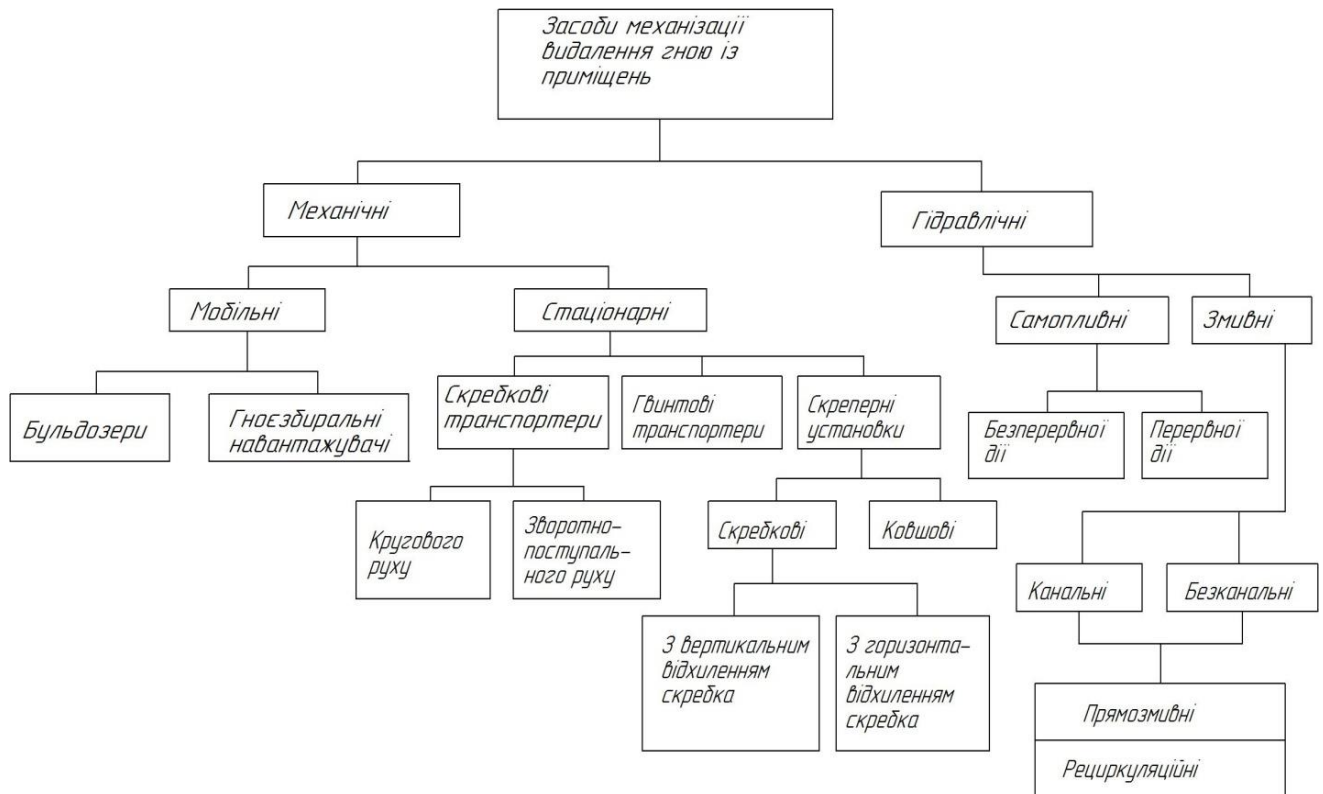 Засоби механізації
видалення гною із
приміщень
Механічні
Гідравлічні
Мобільні
Стаціонарні
Самопливні
Змивні
Бульдозери
Гноєзбиральні
навантажувачі
Скребкові
транспортери
Гвинтові
транспортери
Скреперні
установки
Безперервної
дії
Перервної
дії
Кругового
руху
Зворотно-
поступаль-
ного руху
Скребкові
Ковшові
Канальні
Безканальні
З вертикальним
відхиленням
скребка
З горизонта-
льним
відхиленням
скребка
Прямозмивні
Рециркуляційні